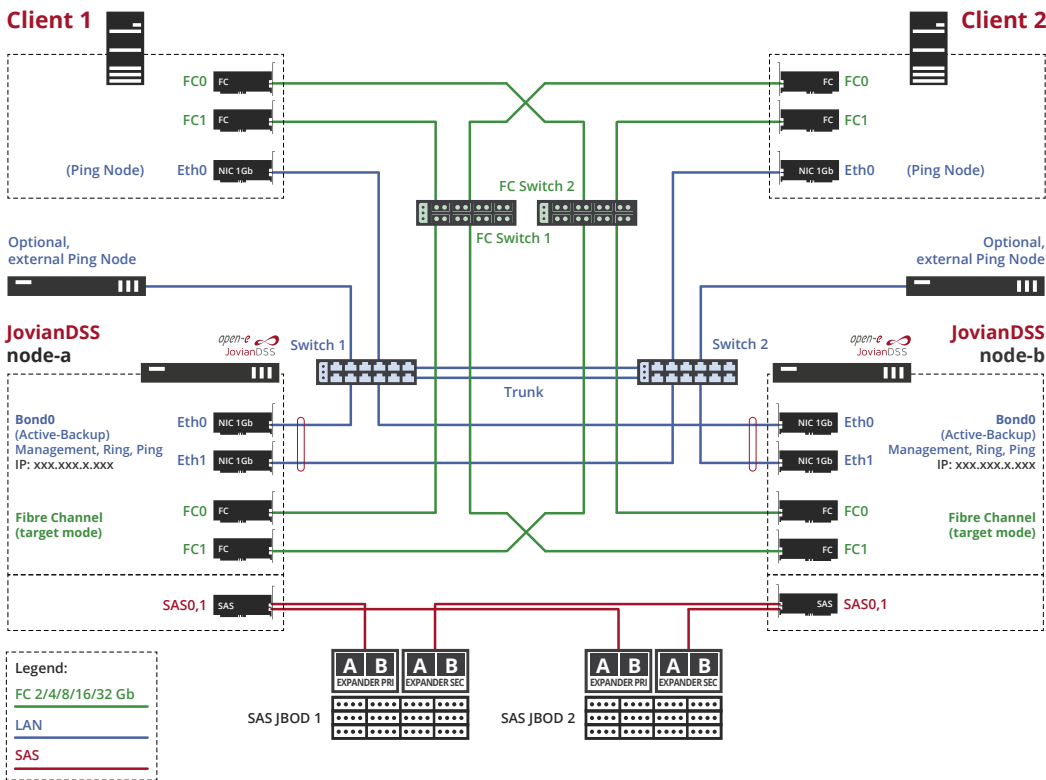 Client 1
Client 2
FC0
FC
FC
FC0
FC1
FC
FC
FC1
(Ping Node)
Eth0
NIC 1Gb
NIC 1Gb
Eth0
(Ping Node)
FC Switch 2
FC Switch 1
Optional,
external Ping Node
Optional,
external Ping Node
JovianDSS
node-a
open-e
JovianDSS
Switch 1
Switch 2
open-e
JovianDSS
JovianDSS
node-b
Trunk
Bond0
(Active-Backup)
Management, Ring, Ping
IP: xxx.xxx.x.xxx
Eth0
NIC 1Gb
Eth1
NIC 1Gb
NIC 1Gb
Eth0
NIC 1Gb
Eth1
Bond0
(Active-Backup)
Management, Ring, Ping
IP: xxx.xxx.x.xxx
Fibre Channel
(target mode)
FC0
FC
FC1
FC
FC
FC0
FC
FC1
Fibre Channel
(target mode)
SAS0,1
SAS
SAS
SAS0,1
A B
EXPANDER PRI
A B
EXPANDER SEC
A B
EXPANDER PRI
A B
EXPANDER SEC
SAS JBOD 1
SAS JBOD 2
Legend:
FC 2/4/8/16/32 Gb
LAN
SAS